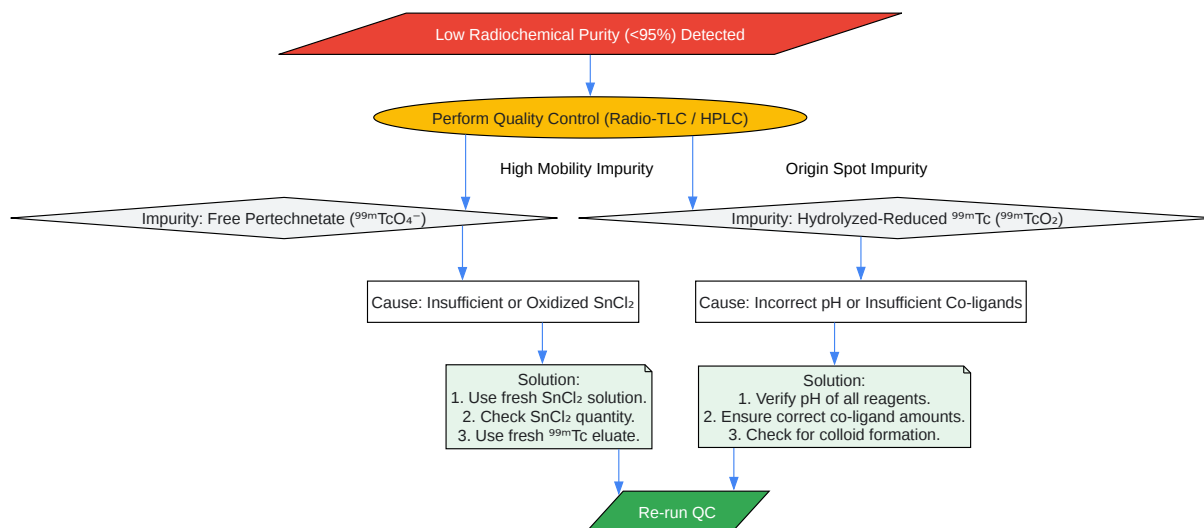 Low Radiochemical Purity (<95%) Detected
Perform Quality Control (Radio-TLC / HPLC)
High Mobility Impurity
Origin Spot Impurity
Impurity: Free Pertechnetate (⁹⁹ᵐTcO₄⁻)
Impurity: Hydrolyzed-Reduced ⁹⁹ᵐTc (⁹⁹ᵐTcO₂)
Cause: Insufficient or Oxidized SnCl₂
Cause: Incorrect pH or Insufficient Co-ligands
Solution:
1. Use fresh SnCl₂ solution.
2. Check SnCl₂ quantity.
3. Use fresh ⁹⁹ᵐTc eluate.
Solution:
1. Verify pH of all reagents.
2. Ensure correct co-ligand amounts.
3. Check for colloid formation.
Re-run QC